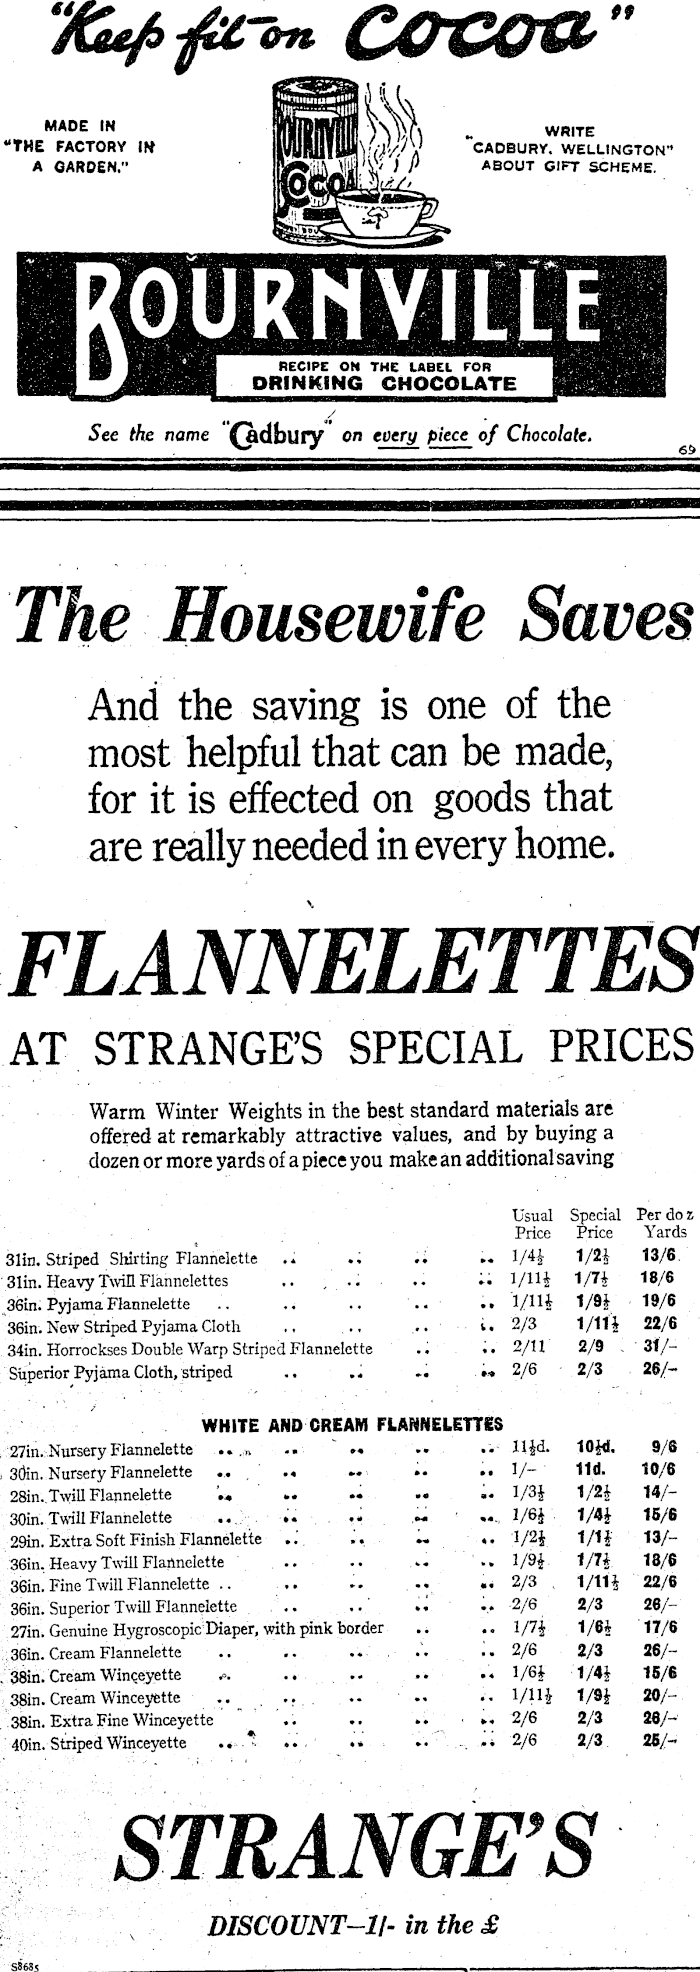 "Keep fit on Cocoa"
MADE IN
"THE FACTORY IN
A GARDEN."
WRITE
"CADBURY, WELLINGTON"
ABOUT GIFT SCHEME.
BOURNVILLE
COCOA
BOURNVILLE
RECIPE ON THE LABEL FOR
DRINKING CHOCOLATE
See the name "Cadbury" on every piece of Chocolate.
69
The Housewife Saves
And the saving is one of the
most helpful that can be made,
for it is effected on goods that
are really needed in every home.
FLANNELETTES
AT STRANGE'S SPECIAL PRICES
Warm Winter Weights in the best standard materials are
offered at remarkably attractive values, and by buying a
dozen or more yards of a piece you make an additional saving
Usual Special Per doz
Price Price Yards
31in. Striped Shirting Flannelette .. .. .. .. 1/4½ 1/2½ 13/6
31in. Heavy Twill Flannelettes .. .. .. .. 1/11½ 1/7½ 18/6
36in. Pyjama Flannelette .. .. .. .. .. 1/11½ 1/9½ 19/6
36in. New Striped Pyjama Cloth .. .. .. .. 2/3 1/11½ 22/6
34in. Horrockses Double Warp Striped Flannelette .. .. 2/11 2/9 31/-
Superior Pyjama Cloth, striped .. .. .. .. 2/6 2/3 26/-
WHITE AND CREAM FLANNELETTES
27in. Nursery Flannelette .. .. .. .. .. 11½d. 10½d. 9/6
30in. Nursery Flannelette .. .. .. .. .. 1/- 11d. 10/6
28in. Twill Flannelette .. .. .. .. .. 1/3½ 1/2½ 14/-
30in. Twill Flannelette .. .. .. .. .. 1/6½ 1/4½ 15/6
29in. Extra Soft Finish Flannelette .. .. .. .. 1/2½ 1/1½ 13/-
36in. Heavy Twill Flannelette .. .. .. .. 1/9½ 1/7½ 18/6
36in. Fine Twill Flannelette .. .. .. .. .. 2/3 1/11½ 22/6
36in. Superior Twill Flannelette .. .. .. .. 2/6 2/3 26/-
27in. Genuine Hygroscopic Diaper, with pink border .. .. 1/7½ 1/6½ 17/6
36in. Cream Flannelette .. .. .. .. .. 2/6 2/3 26/-
38in. Cream Winceyette .. .. .. .. .. 1/6½ 1/4½ 15/6
38in. Cream Winceyette .. .. .. .. .. 1/11½ 1/9½ 20/-
38in. Extra Fine Winceyette .. .. .. .. 2/6 2/3 26/-
40in. Striped Winceyette .. .. .. .. .. 2/6 2/3 25/-
STRANGE'S
DISCOUNT—1/- in the £
S8685